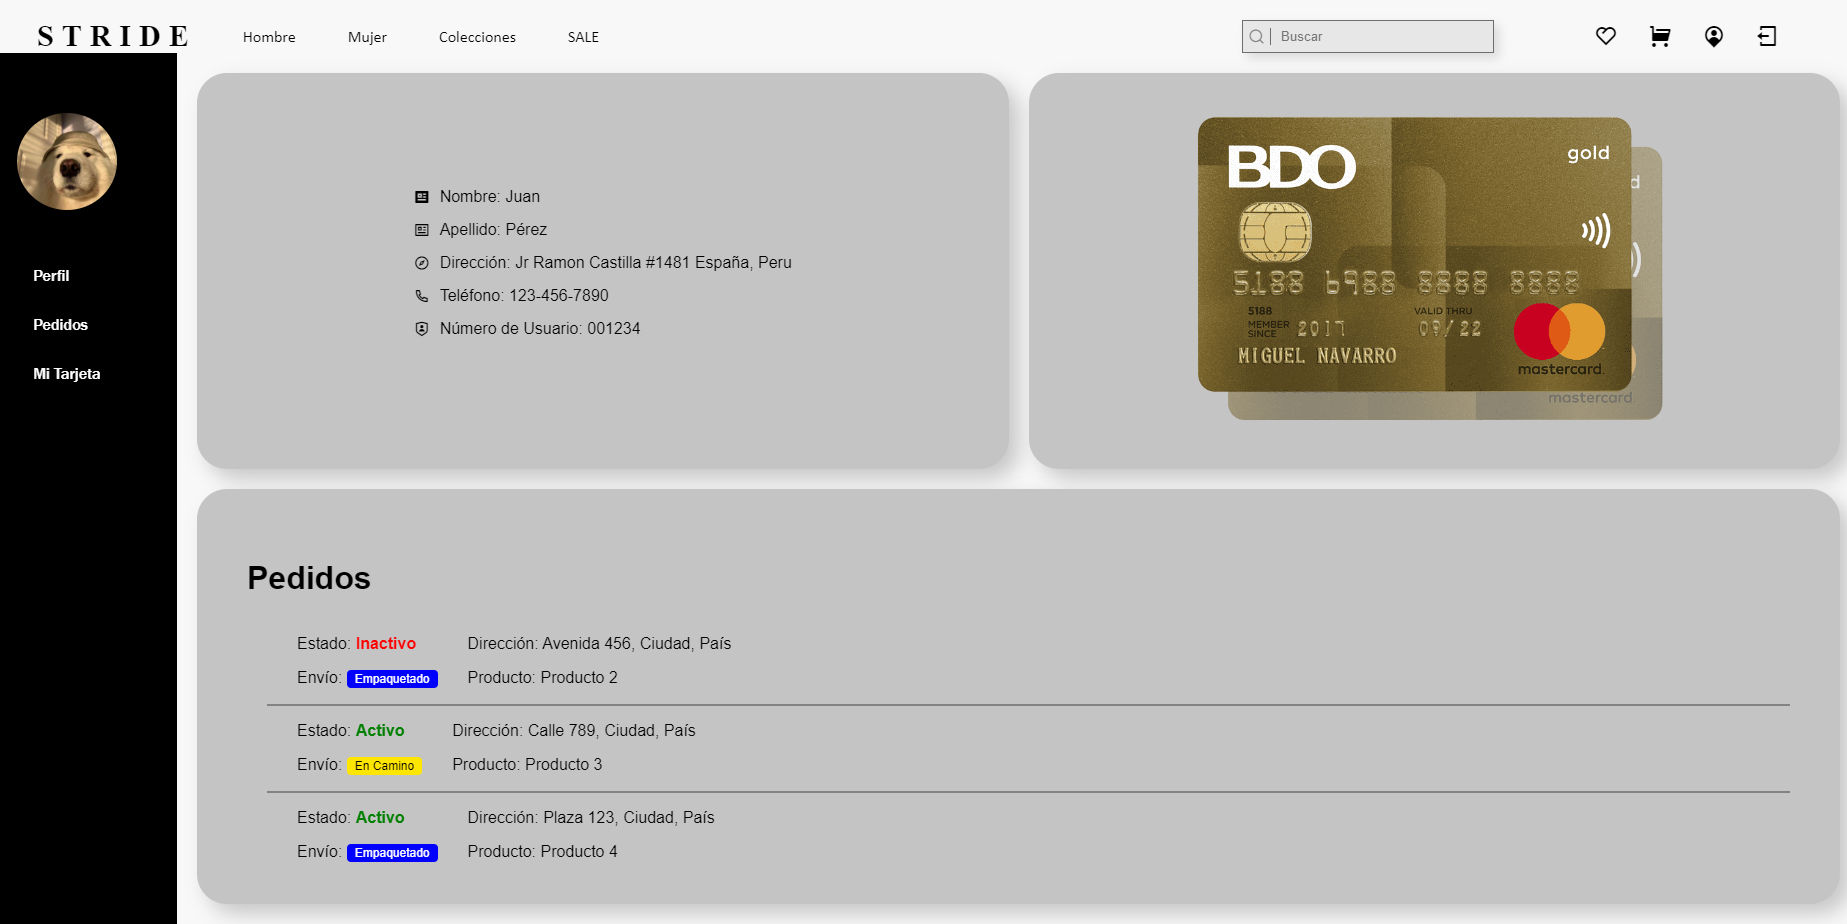 STRIDE
Hombre
Mujer
Colecciones
SALE
Buscar
Perfil
Pedidos
Mi Tarjeta
Nombre: Juan
Apellido: Pérez
Dirección: Jr Ramon Castilla #1481 España, Peru
Teléfono: 123-456-7890
Número de Usuario: 001234
BDO
gold
5188 6988 8888 8888
5188
MEMBER SINCE 2017
VALID THRU
09/22
MIGUEL NAVARRO
mastercard.
mastercard
Pedidos
Estado: Inactivo
Dirección: Avenida 456, Ciudad, País
Envío: Empaquetado
Producto: Producto 2
Estado: Activo
Dirección: Calle 789, Ciudad, País
Envío: En Camino
Producto: Producto 3
Estado: Activo
Dirección: Plaza 123, Ciudad, País
Envío: Empaquetado
Producto: Producto 4